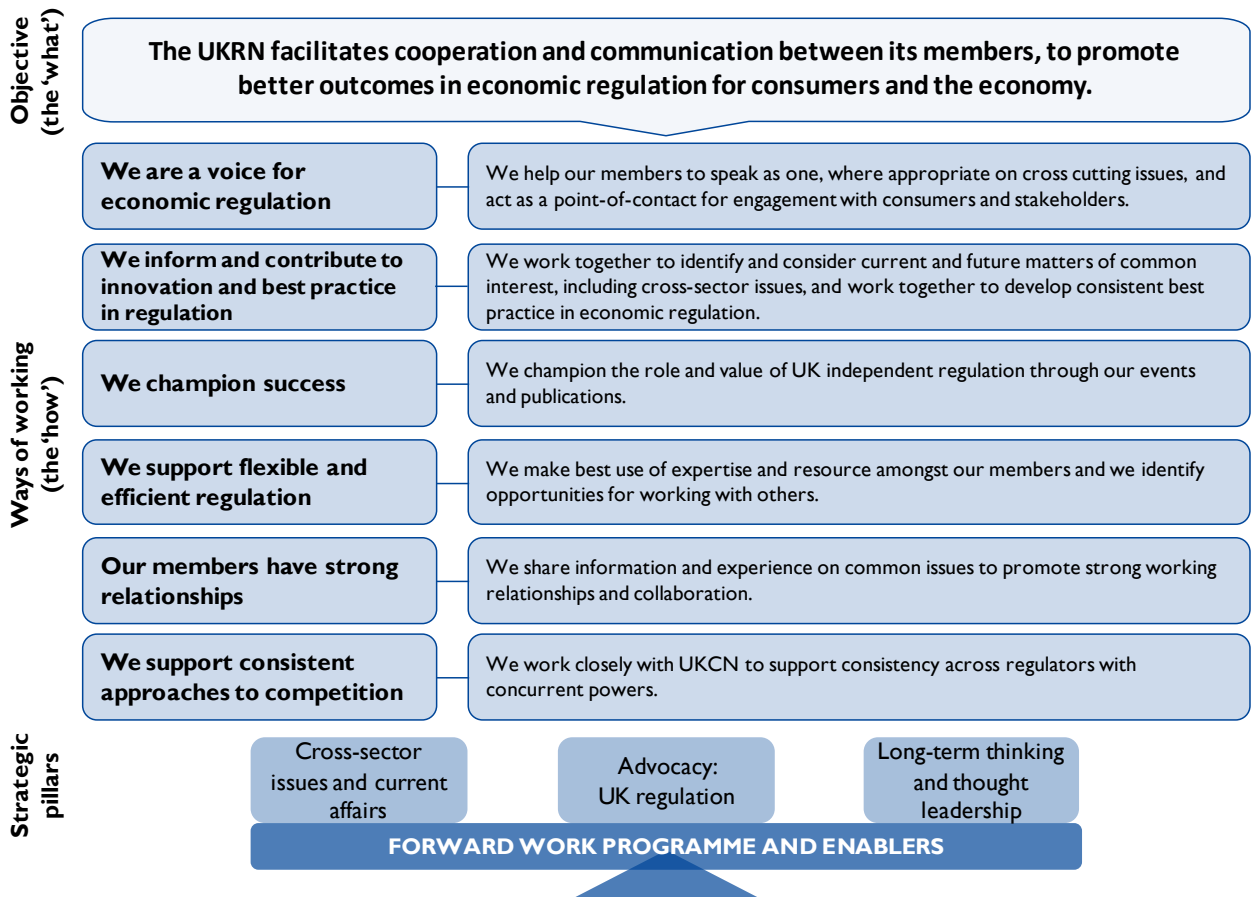 Objective
(the ‘what’)
The UKRN facilitates cooperation and communication between its members, to promote
better outcomes in economic regulation for consumers and the economy.
Ways of working
(the ‘how’)
We are a voice for
economic regulation
We help our members to speak as one, where appropriate on cross cutting issues, and
act as a point-of-contact for engagement with consumers and stakeholders.
We inform and contribute to
innovation and best practice
in regulation
We work together to identify and consider current and future matters of common
interest, including cross-sector issues, and work together to develop consistent best
practice in economic regulation.
We champion success
We champion the role and value of UK independent regulation through our events
and publications.
We support flexible and
efficient regulation
We make best use of expertise and resource amongst our members and we identify
opportunities for working with others.
Our members have strong
relationships
We share information and experience on common issues to promote strong working
relationships and collaboration.
We support consistent
approaches to competition
We work closely with UKCN to support consistency across regulators with
concurrent powers.
Strategic
pillars
Cross-sector
issues and current
affairs
Advocacy:
UK regulation
Long-term thinking
and thought
leadership
FORWARD WORK PROGRAMME AND ENABLERS